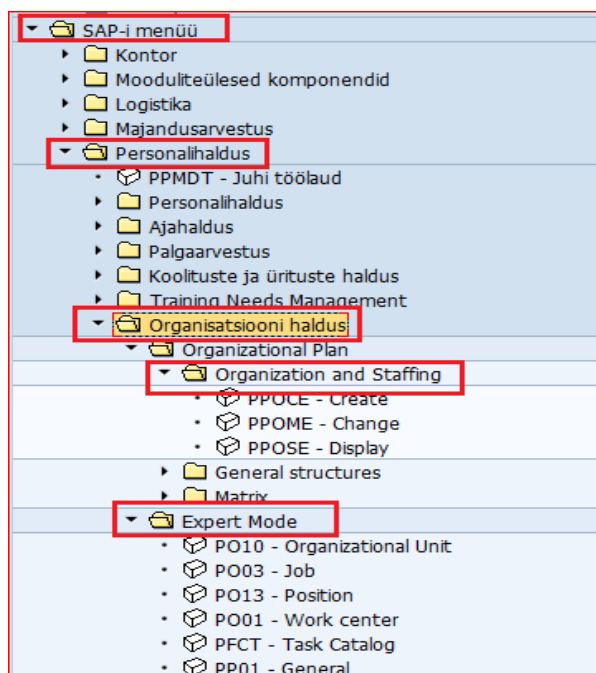 SAP-i menüü
Kontor
Mooduliteülesed komponendid
Logistika
Majandusarvestus
Personalihaldus
PPMDT - Juhi töölaud
Personalihaldus
Ajahaldus
Palgaarvestus
Koolituste ja ürituste haldus
Training Needs Management
Organisatsiooni haldus
Organizational Plan
Organization and Staffing
PPOCE - Create
PPOME - Change
PPOSE - Display
General structures
Matrix
Expert Mode
PO10 - Organizational Unit
PO03 - Job
PO13 - Position
PO01 - Work center
PFCT - Task Catalog
PP01 - General